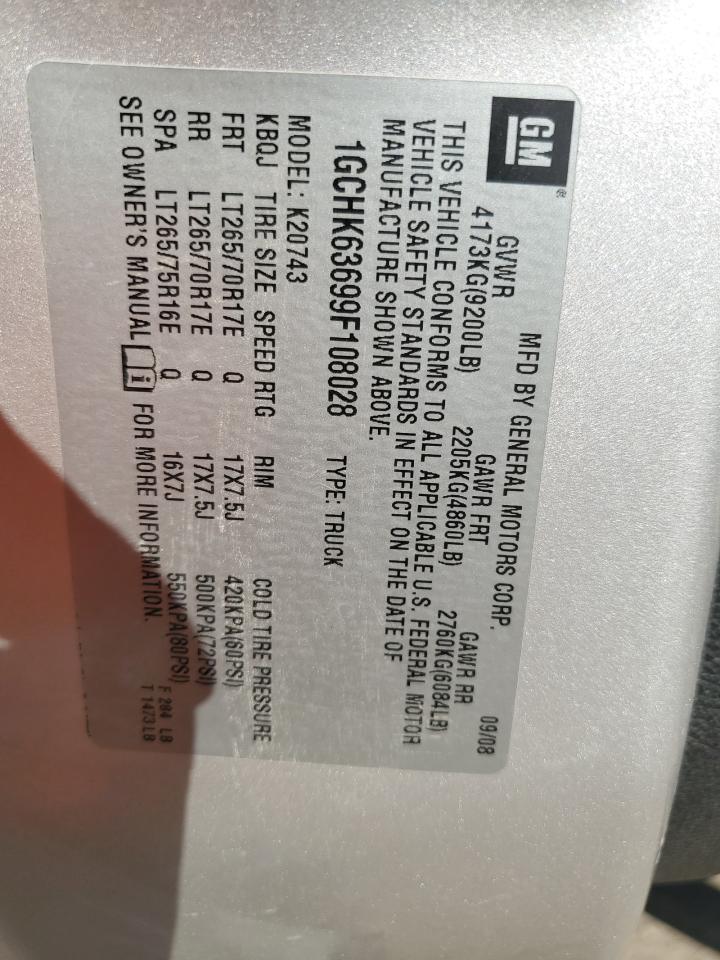 GM®
MFD BY GENERAL MOTORS CORP. 09/08
GVWR GAWR FRT GAWR RR
4173KG(9200LB) 2205KG(4860LB) 2760KG(6084LB)
THIS VEHICLE CONFORMS TO ALL APPLICABLE U.S. FEDERAL MOTOR
VEHICLE SAFETY STANDARDS IN EFFECT ON THE DATE OF
MANUFACTURE SHOWN ABOVE.
1GCHK63699F108028 TYPE: TRUCK
MODEL: K20743
KBQJ TIRE SIZE SPEED RTG RIM COLD TIRE PRESSURE
FRT LT265/70R17E Q 17X7.5J 420KPA(60PSI)
RR LT265/70R17E Q 17X7.5J 500KPA(72PSI)
SPA LT265/75R16E Q 16X7J 550KPA(80PSI)
SEE OWNER'S MANUAL i FOR MORE INFORMATION.
F 284 LB
T 1473 LB